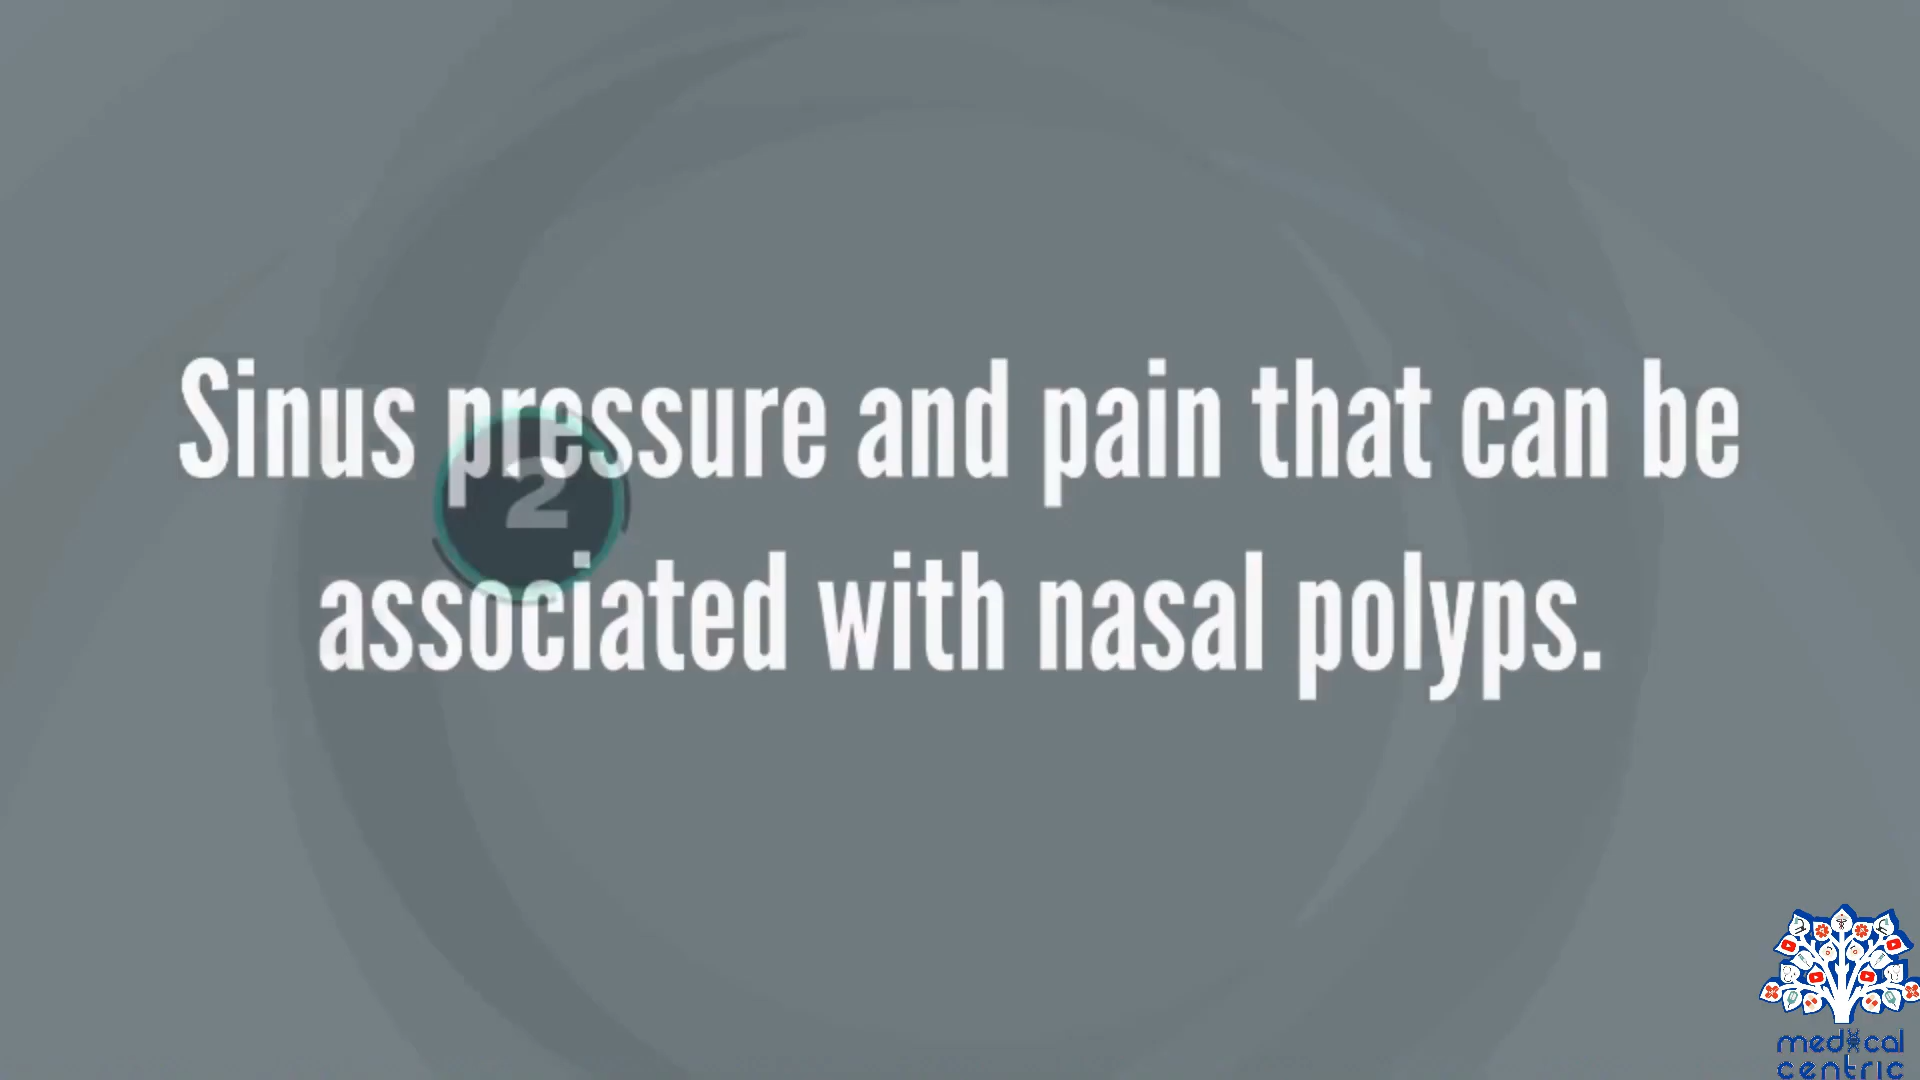 Sinus pressure and pain that can be
2
associated with nasal polyps.
medical
centric